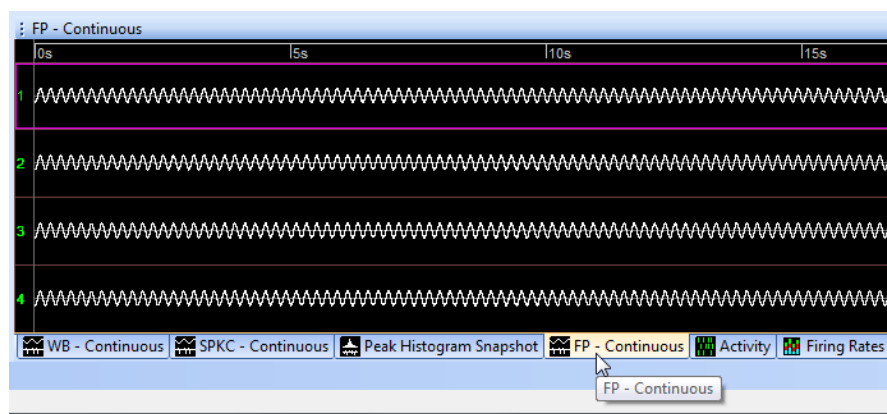 FP - Continuous
0s 5s 10s 15s
1
2
3
4
WB - Continuous SPKC - Continuous Peak Histogram Snapshot FP - Continuous Activity Firing Rates
FP - Continuous